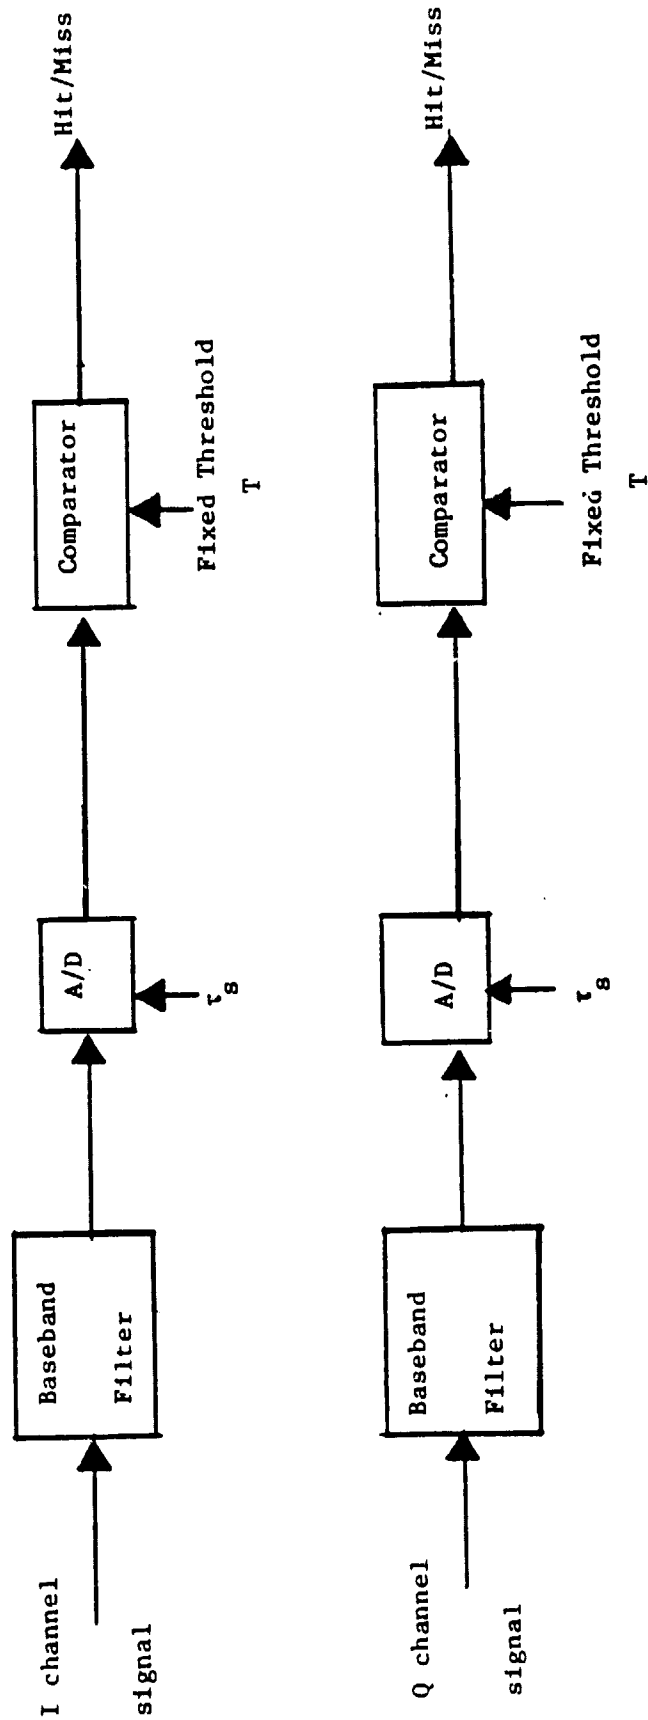 I channel
signal
Baseband
Filter
A/D
τs
Comparator
Fixed Threshold
T
Hit/Miss
Q channel
signal
Baseband
Filter
A/D
τs
Comparator
Fixed Threshold
T
Hit/Miss